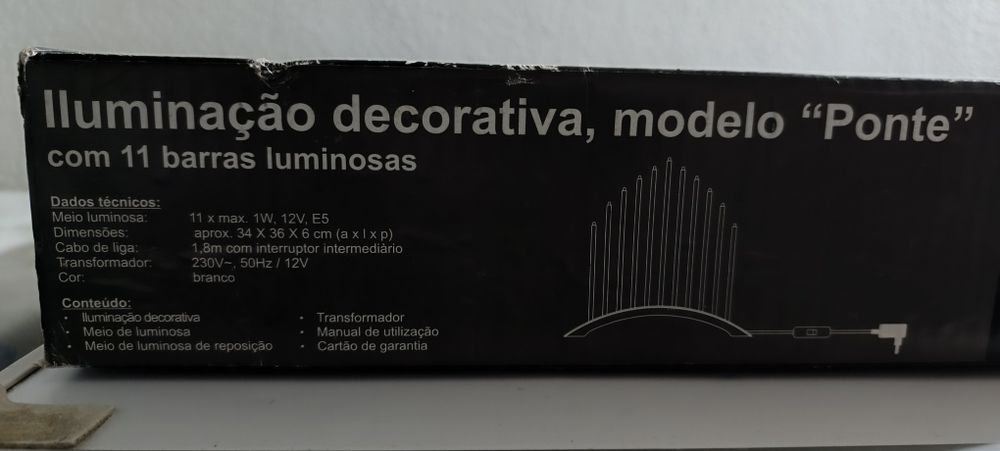 Iluminação decorativa, modelo “Ponte”
com 11 barras luminosas
Dados técnicos:
Meio luminosa: 11 x max. 1W, 12V, E5
Dimensões: aprox. 34 X 36 X 6 cm (a x l x p)
Cabo de liga: 1,8m com interruptor intermediário
Transformador: 230V~, 50Hz / 12V
Cor: branco
Conteúdo:
• Iluminação decorativa
• Meio de luminosa
• Meio de luminosa de reposição
• Transformador
• Manual de utilização
• Cartão de garantia